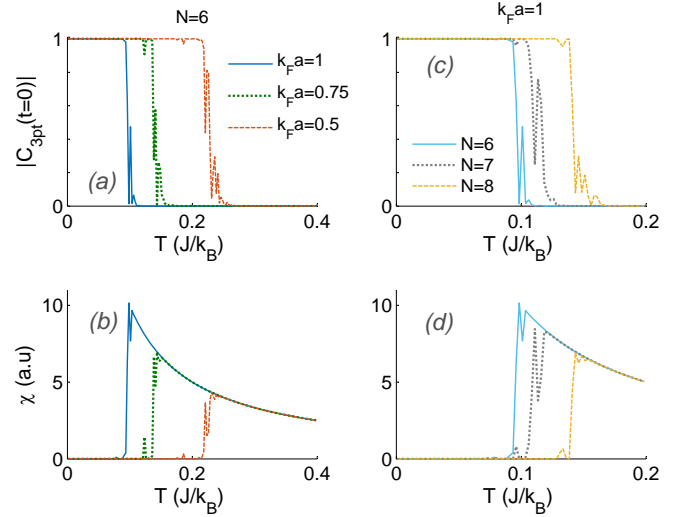 N=6
k_Fa=1
1
0
|C_3pt(t=0)|
k_Fa=1
k_Fa=0.75
k_Fa=0.5
(a)
0 0.2 0.4
T (J/k_B)
1
0
(c)
N=6
N=7
N=8
0 0.1 0.2
T (J/k_B)
10
5
0
χ (a.u)
(b)
0 0.2 0.4
T (J/k_B)
10
5
0
(d)
0 0.1 0.2
T (J/k_B)